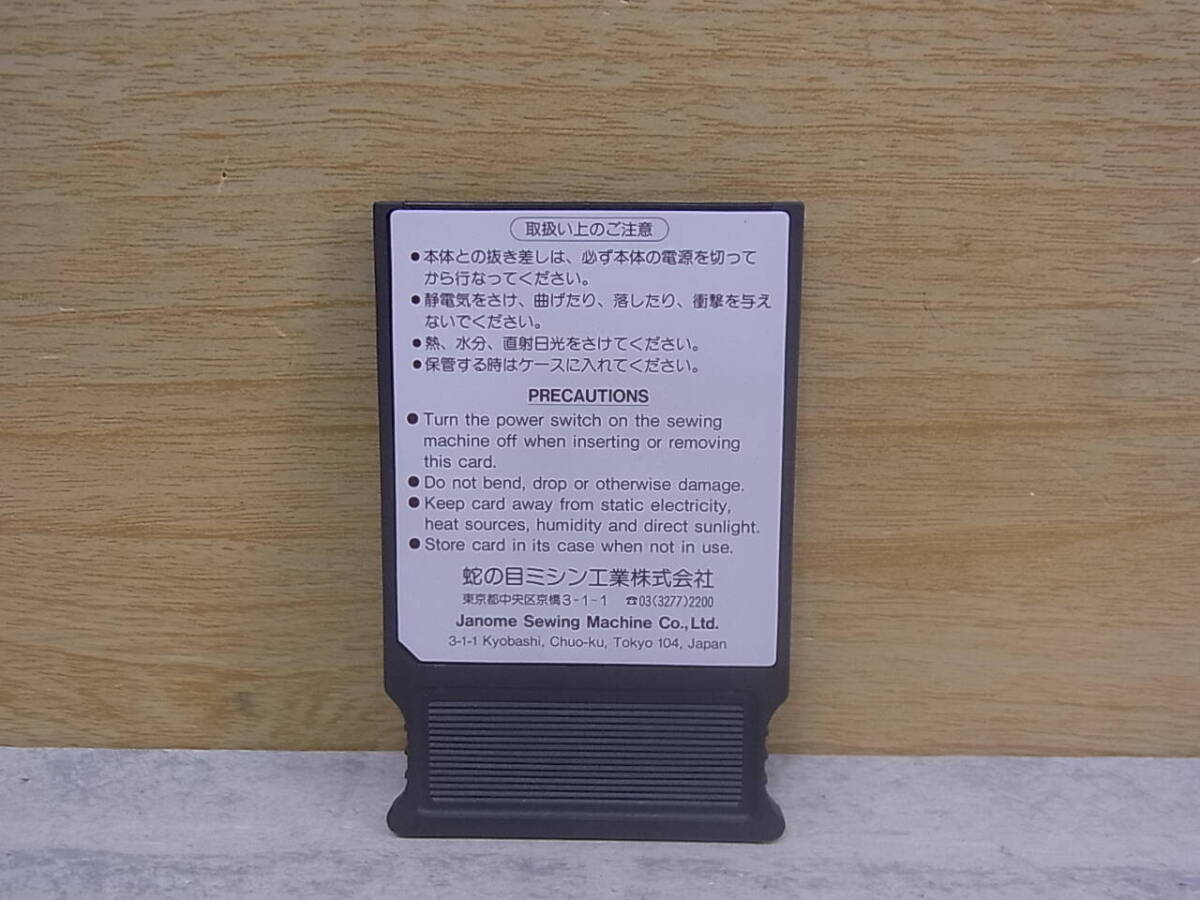 取扱い上のご注意
●本体との抜き差しは、必ず本体の電源を切って
から行なってください。
●静電気をさけ、曲げたり、落したり、衝撃を与え
ないでください。
●熱、水分、直射日光をさけてください。
●保管する時はケースに入れてください。
PRECAUTIONS
●Turn the power switch on the sewing
machine off when inserting or removing
this card.
●Do not bend, drop or otherwise damage.
●Keep card away from static electricity,
heat sources, humidity and direct sunlight.
●Store card in its case when not in use.
蛇の目ミシン工業株式会社
東京都中央区京橋3-1-1 ☎03(3277)2200
Janome Sewing Machine Co., Ltd.
3-1-1 Kyobashi, Chuo-ku, Tokyo 104, Japan